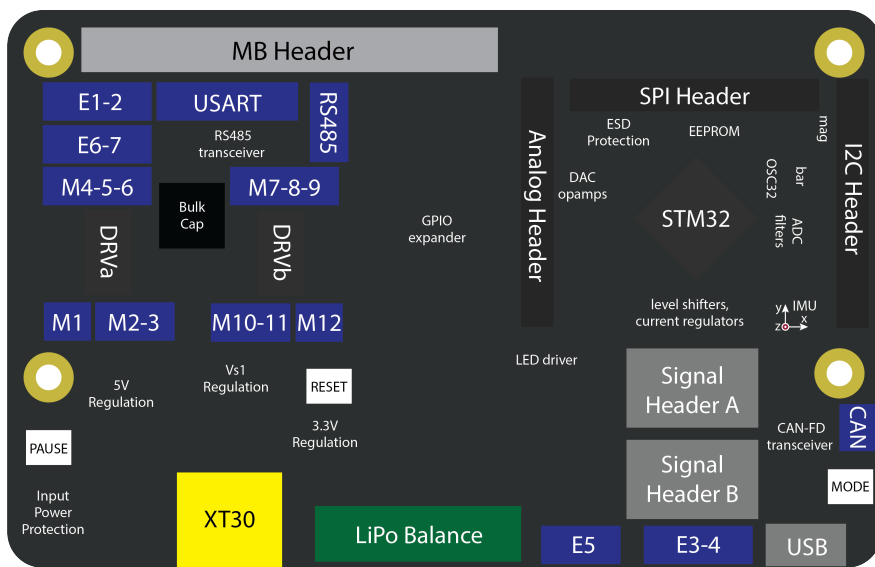 MB Header
E1-2
USART
RS485
E6-7
RS485
transceiver
M4-5-6
Bulk
Cap
M7-8-9
DRVa
DRVb
GPIO
expander
M1
M2-3
M10-11
M12
Analog Header
SPI Header
ESD
Protection
EEPROM
mag
DAC
opamps
OSC32
bar
STM32
ADC
filters
I2C Header
level shifters,
current regulators
y
IMU
x
z
5V
Regulation
Vs1
Regulation
RESET
3.3V
Regulation
LED driver
Signal
Header A
PAUSE
CAN-FD
transceiver
CAN
Signal
Header B
MODE
Input
Power
Protection
XT30
LiPo Balance
E5
E3-4
USB